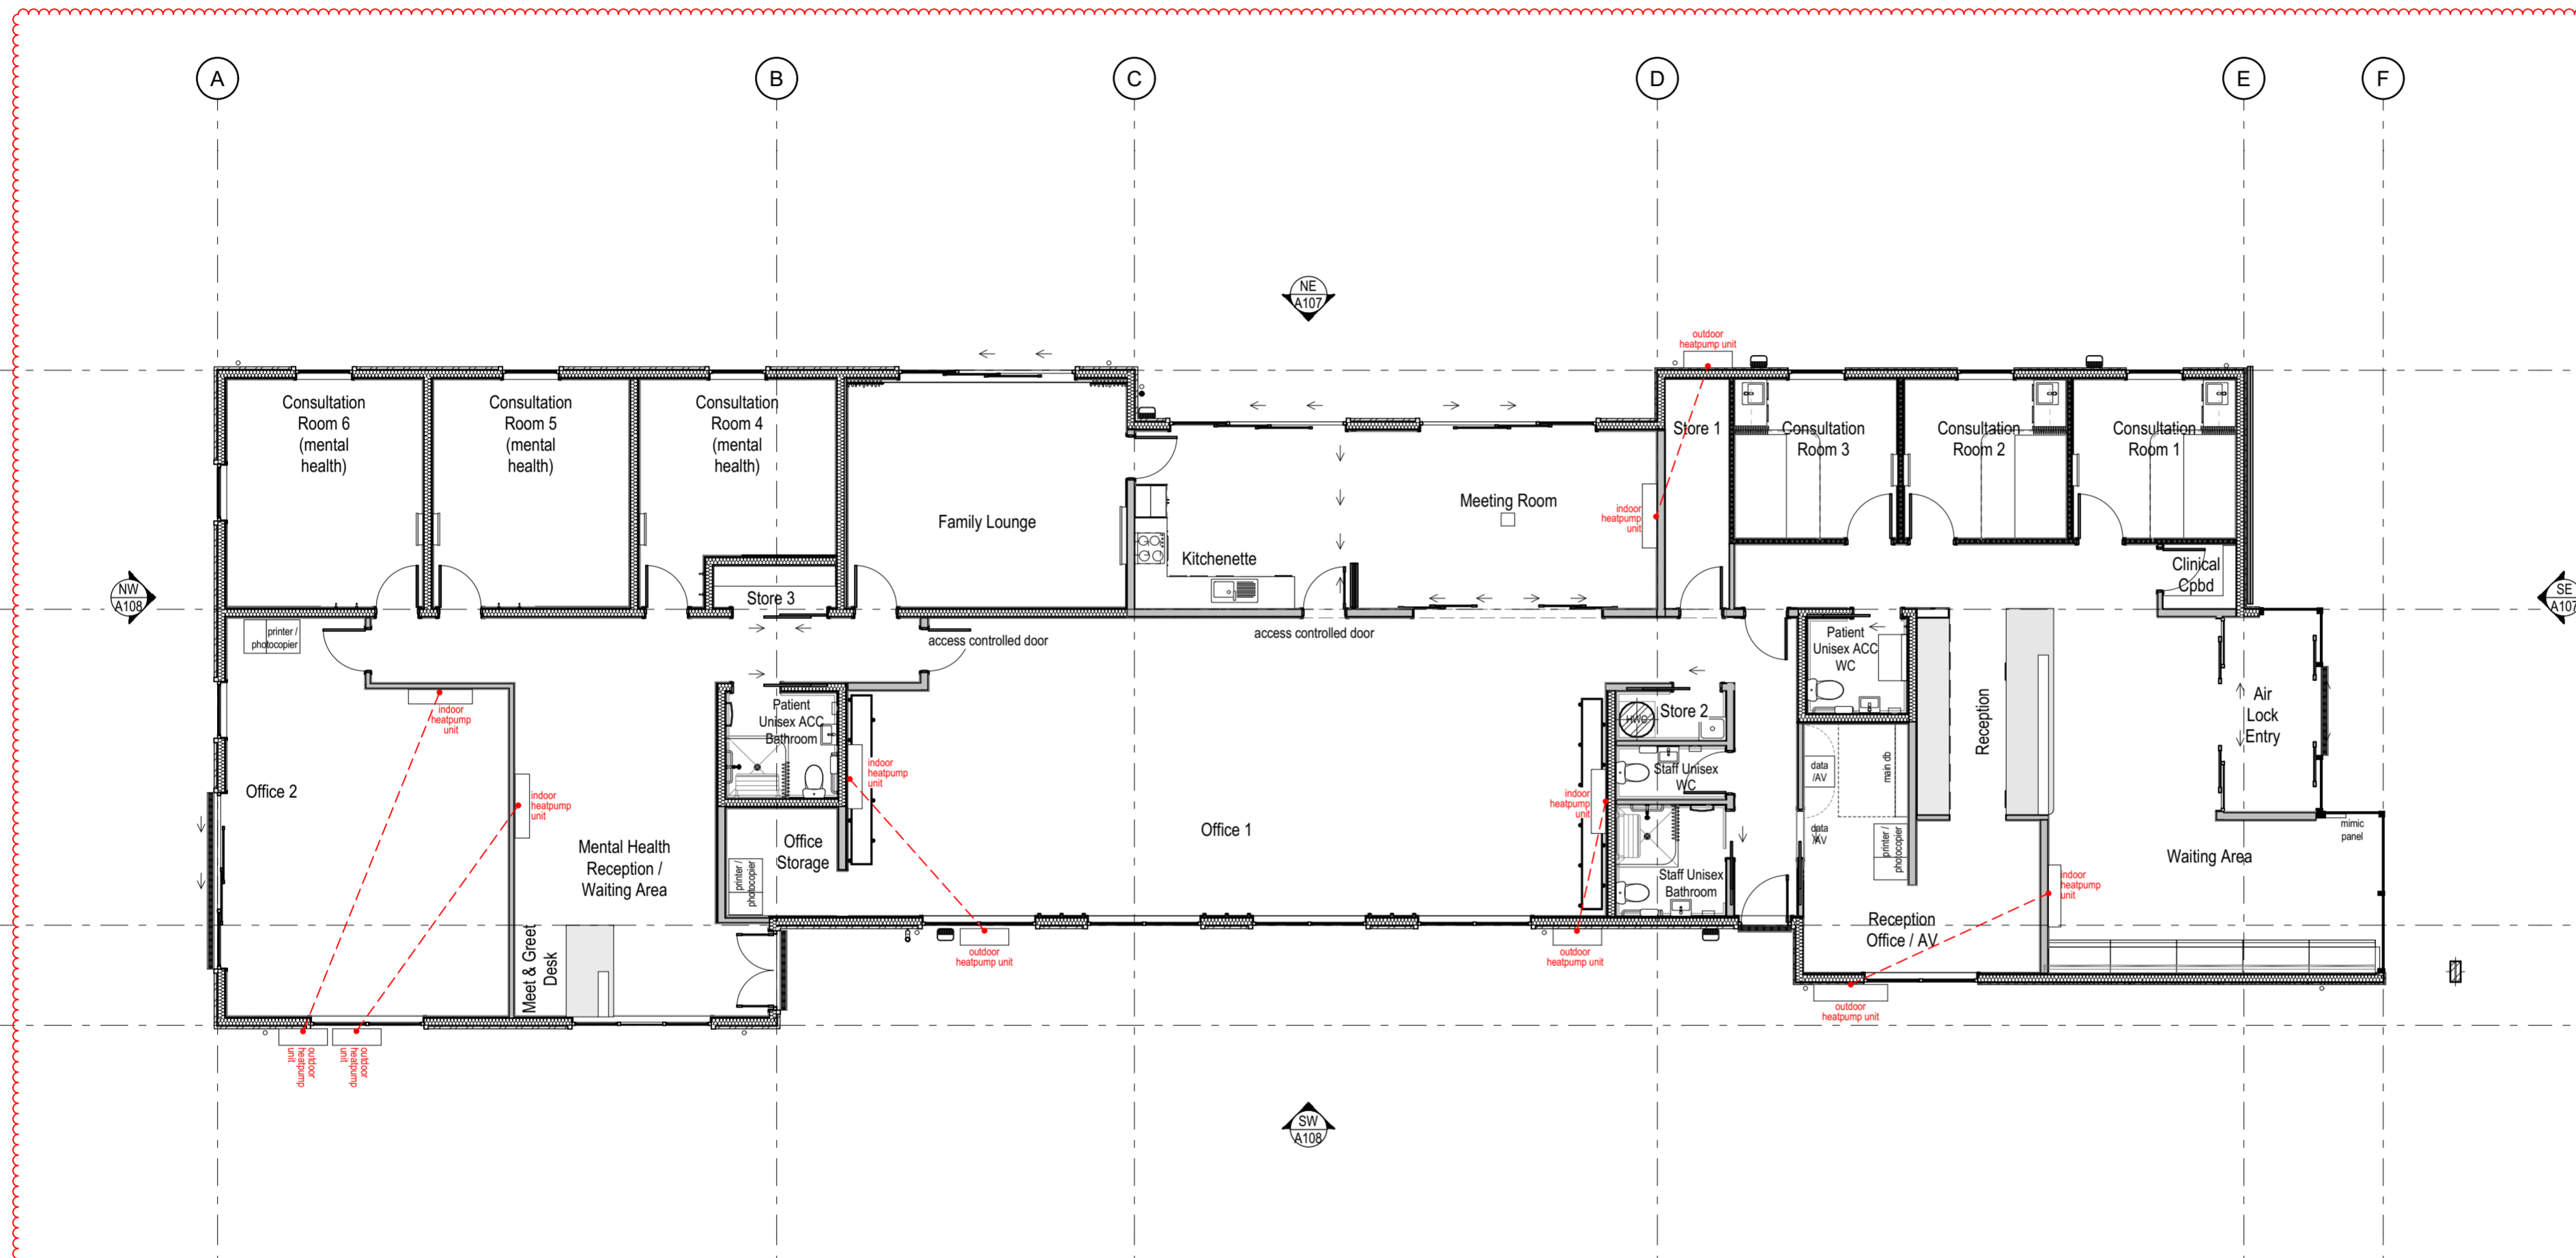 A
B
C
D
E
F
NE
A107
outdoor
heatpump unit
Consultation
Room 6
(mental
health)
Consultation
Room 5
(mental
health)
Consultation
Room 4
(mental
health)
Family Lounge
Kitchenette
Meeting Room
indoor
heatpump
unit
Store 1
Consultation
Room 3
Consultation
Room 2
Consultation
Room 1
Clinical
Cpbd
NW
A108
SE
A107
Store 3
printer /
photocopier
access controlled door
access controlled door
Patient
Unisex ACC
WC
indoor
heatpump
unit
Patient
Unisex ACC
Bathroom
Store 2
HWC
Reception
Air
Lock
Entry
Office 2
indoor
heatpump
unit
indoor
heatpump
unit
Staff Unisex
WC
data
/AV
main db
indoor
heatpump
unit
Office 1
Mental Health
Reception /
Waiting Area
Office
Storage
printer /
photocopier
data
/AV
printer /
photocopier
mimic
panel
Waiting Area
Staff Unisex
Bathroom
indoor
heatpump
unit
Reception
Office / AV
Meet & Greet
Desk
outdoor
heatpump unit
outdoor
heatpump unit
outdoor
heatpump unit
outdoor
heatpump
unit
outdoor
heatpump
unit
SW
A108